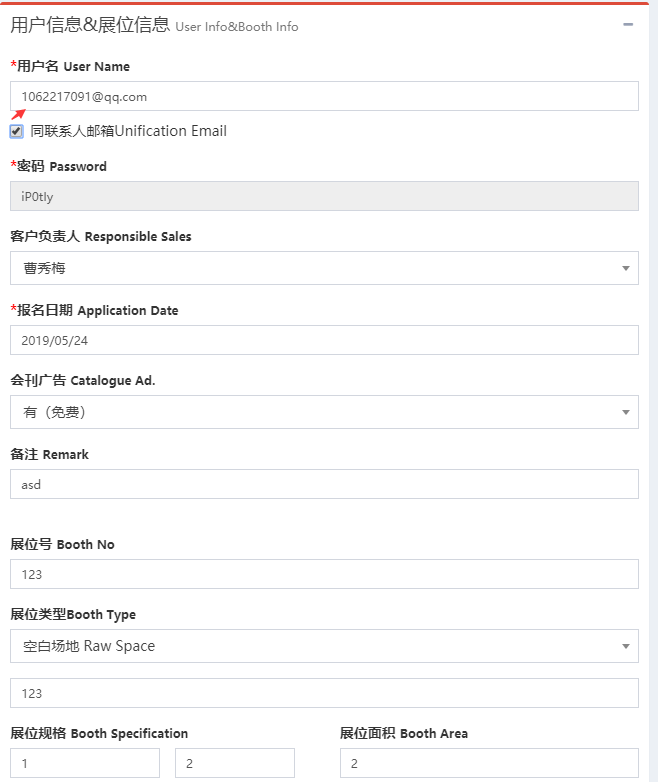 用户信息&展位信息 User Info&Booth Info
*用户名 User Name
1062217091@qq.com
同联系人邮箱Unification Email
*密码 Password
iP0tIy
客户负责人 Responsible Sales
曹秀梅
*报名日期 Application Date
2019/05/24
会刊广告 Catalogue Ad.
有（免费）
备注 Remark
asd
展位号 Booth No
123
展位类型Booth Type
空白场地 Raw Space
123
展位规格 Booth Specification 展位面积 Booth Area
1 2 2